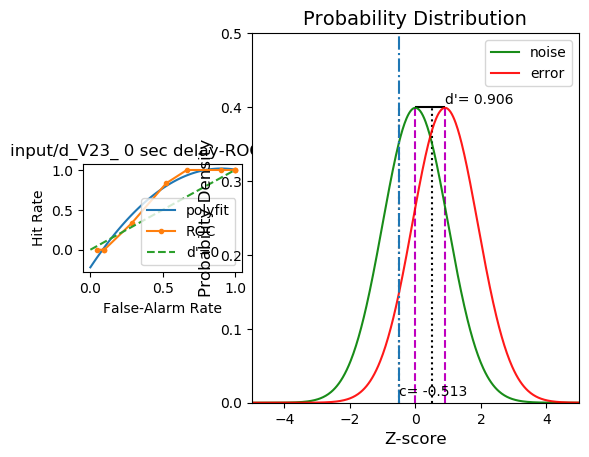 Probability Distribution
0.5
0.4
0.3
0.2
0.1
0.0
Probability Density
−4
−2
0
2
4
Z-score
noise
error
d'= 0.906
c= -0.513
input/d_V23_ 0 sec delay-ROC
1.0
0.5
0.0
Hit Rate
0.0
0.5
1.0
False-Alarm Rate
polyfit
ROC